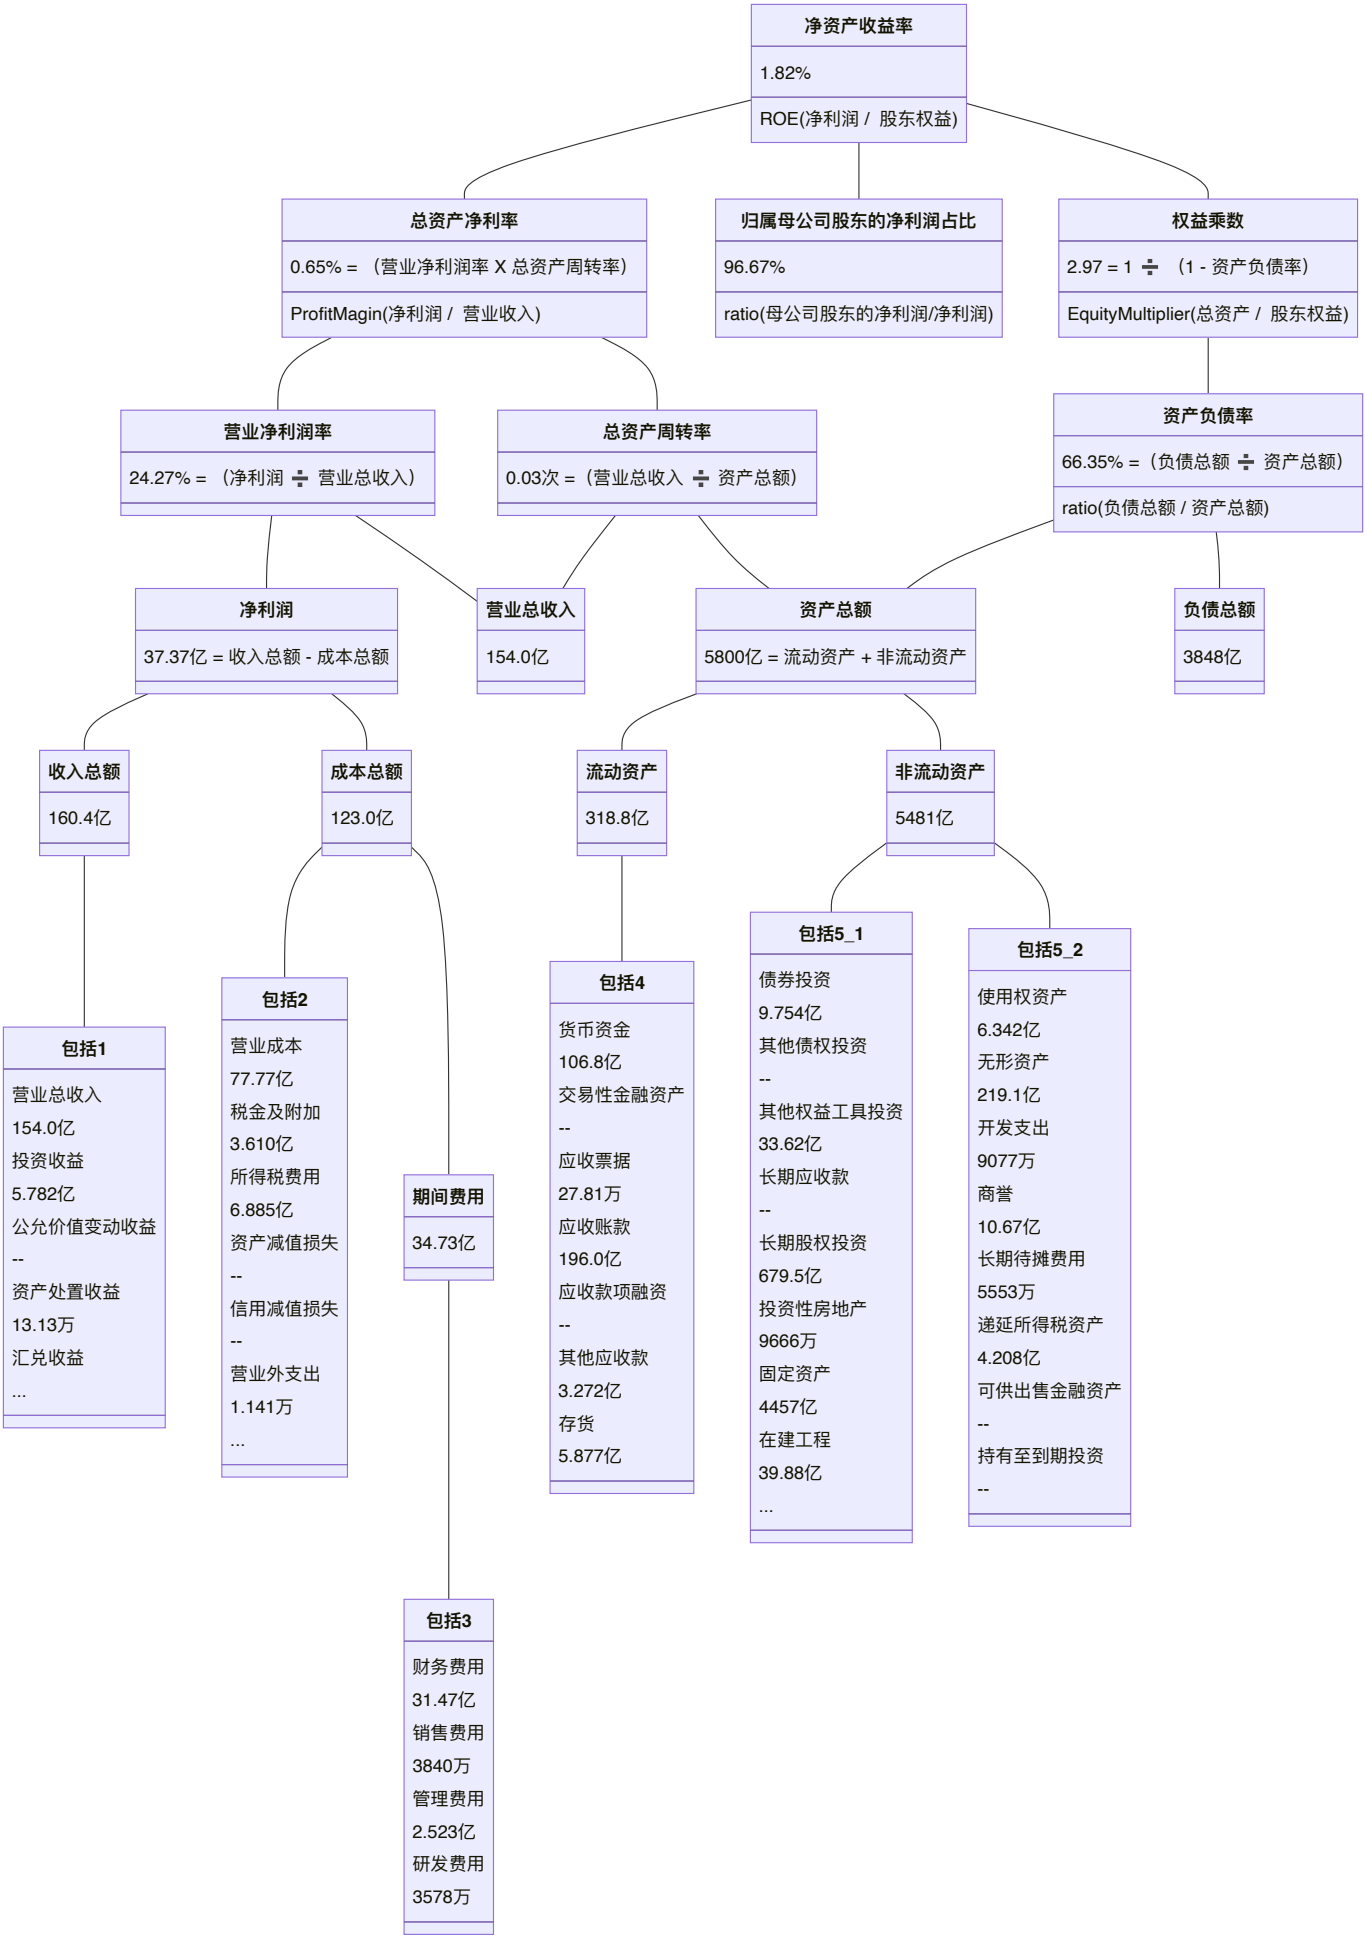 净资产收益率
1.82%
ROE(净利润 / 股东权益)
总资产净利率
0.65% = （营业净利润率 X 总资产周转率）
ProfitMagin(净利润 / 营业收入)
归属母公司股东的净利润占比
96.67%
ratio(母公司股东的净利润/净利润)
权益乘数
2.97 = 1 ➗ （1 - 资产负债率）
EquityMultiplier(总资产 / 股东权益)
营业净利润率
24.27% = （净利润 ➗ 营业总收入）
总资产周转率
0.03次 =（营业总收入 ➗ 资产总额）
资产负债率
66.35% =（负债总额 ➗ 资产总额）
ratio(负债总额 / 资产总额)
净利润
37.37亿 = 收入总额 - 成本总额
营业总收入
154.0亿
资产总额
5800亿 = 流动资产 + 非流动资产
负债总额
3848亿
收入总额
160.4亿
成本总额
123.0亿
流动资产
318.8亿
非流动资产
5481亿
包括1
营业总收入
154.0亿
投资收益
5.782亿
公允价值变动收益
--
资产处置收益
13.13万
汇兑收益
...
包括2
营业成本
77.77亿
税金及附加
3.610亿
所得税费用
6.885亿
资产减值损失
--
信用减值损失
--
营业外支出
1.141万
...
期间费用
34.73亿
包括4
货币资金
106.8亿
交易性金融资产
--
应收票据
27.81万
应收账款
196.0亿
应收款项融资
--
其他应收款
3.272亿
存货
5.877亿
包括5_1
债券投资
9.754亿
其他债权投资
--
其他权益工具投资
33.62亿
长期应收款
--
长期股权投资
679.5亿
投资性房地产
9666万
固定资产
4457亿
在建工程
39.88亿
...
包括5_2
使用权资产
6.342亿
无形资产
219.1亿
开发支出
9077万
商誉
10.67亿
长期待摊费用
5553万
递延所得税资产
4.208亿
可供出售金融资产
--
持有至到期投资
--
包括3
财务费用
31.47亿
销售费用
3840万
管理费用
2.523亿
研发费用
3578万